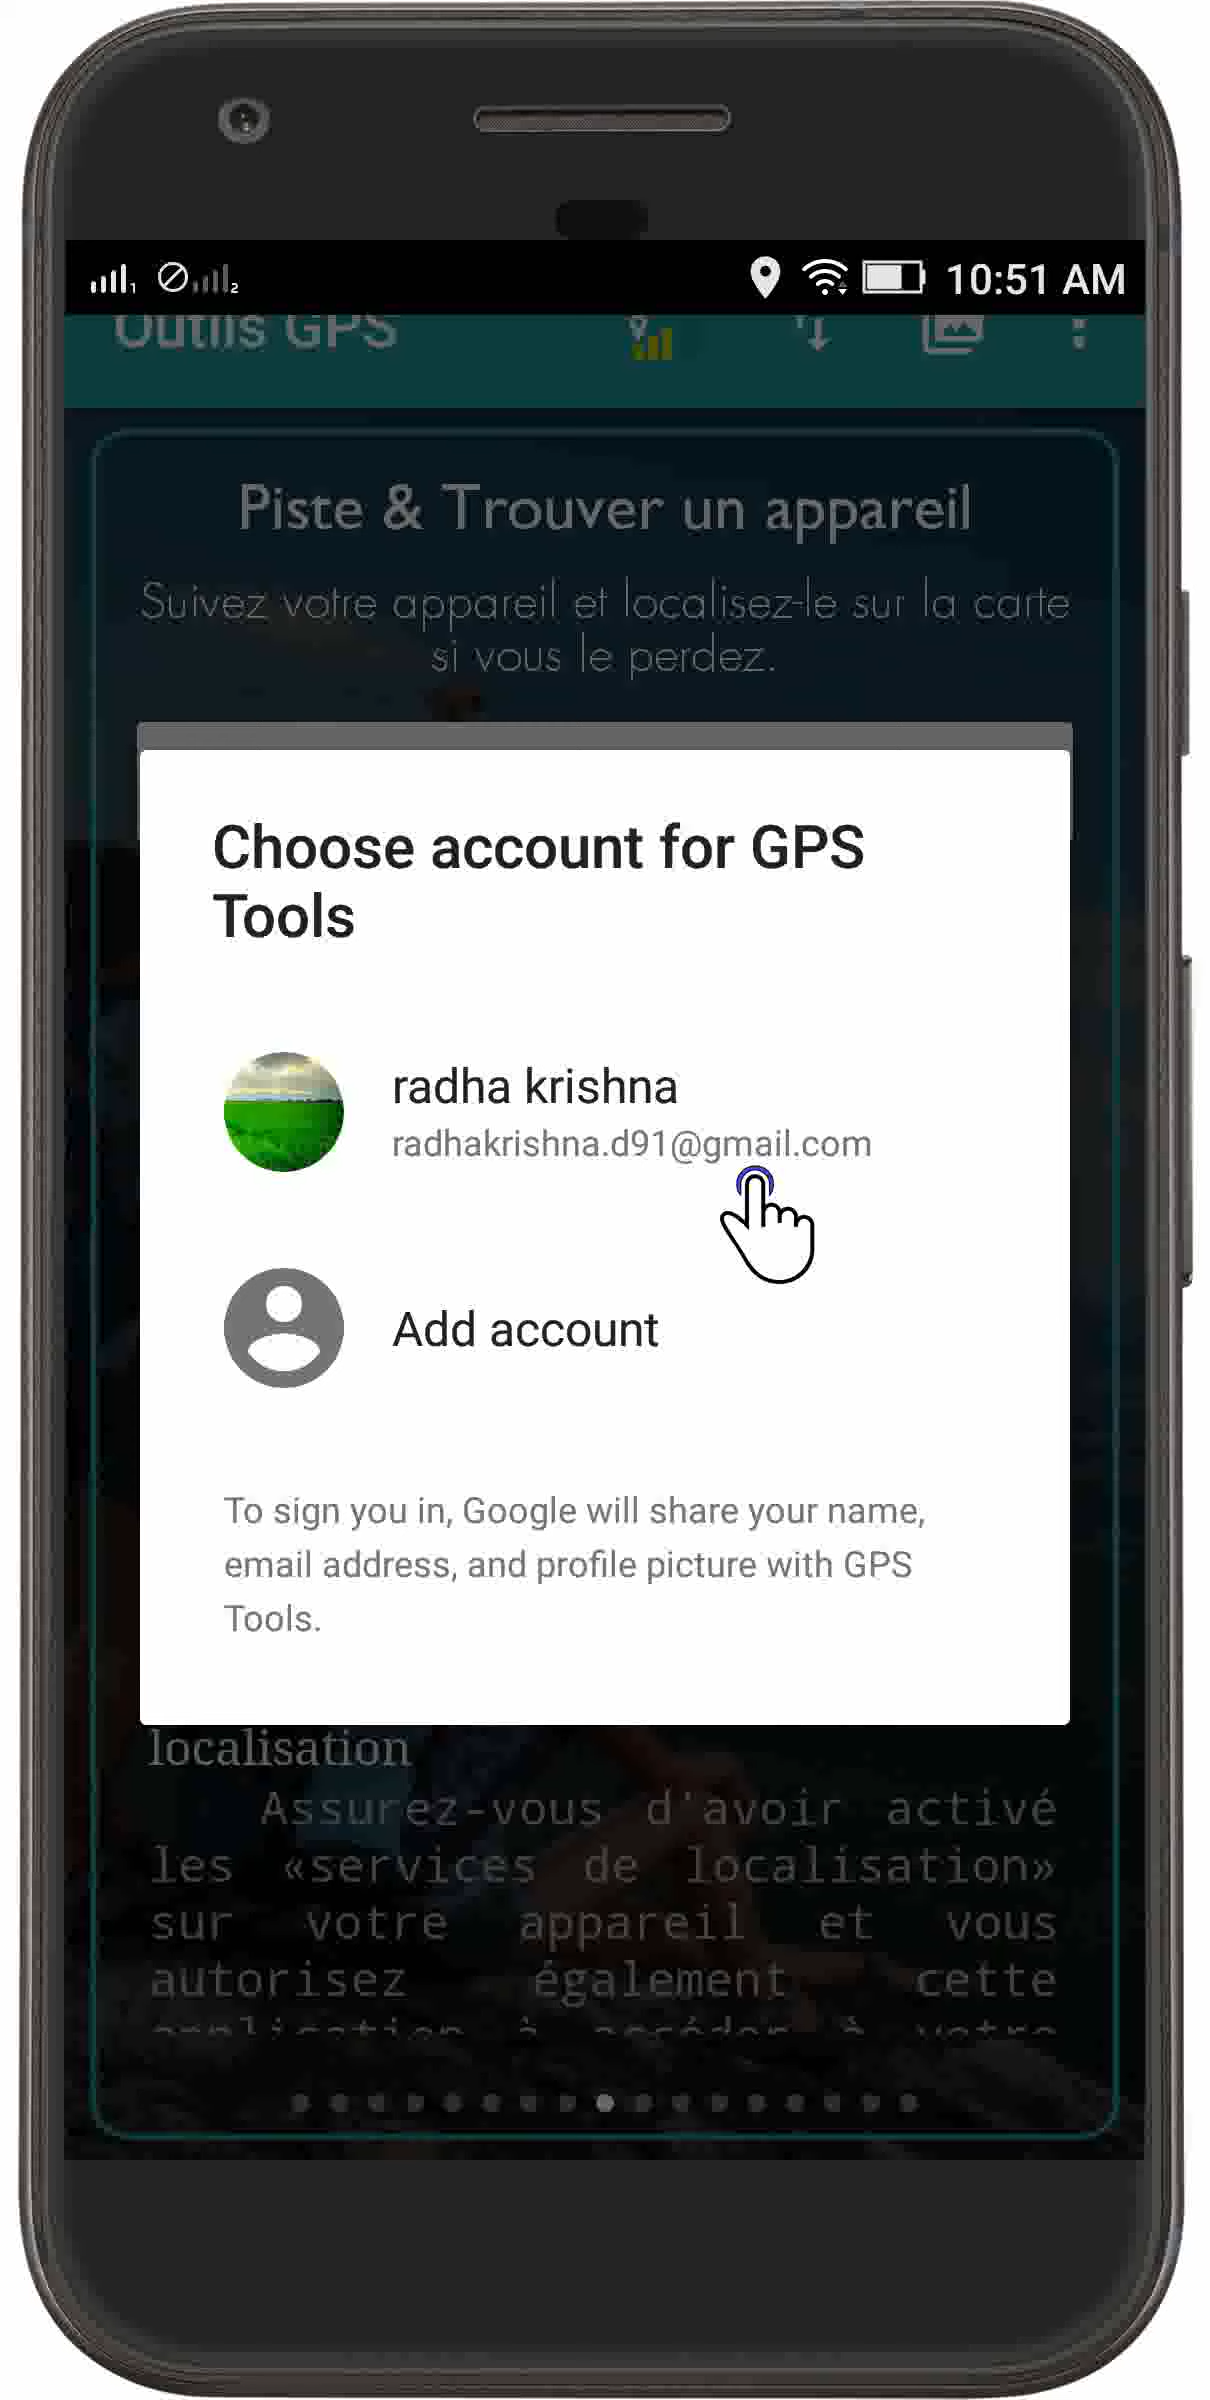 10:51 AM
Outils GPS
Piste & Trouver un appareil
Suivez votre appareil et localisez-le sur la carte
si vous le perdez.
Choose account for GPS
Tools
radha krishna
radhakrishna.d91@gmail.com
Add account
To sign you in, Google will share your name,
email address, and profile picture with GPS
Tools.
localisation
Assurez-vous d'avoir activé
les «services de localisation»
sur votre appareil et vous
autorisez également cette
application à accéder à votre